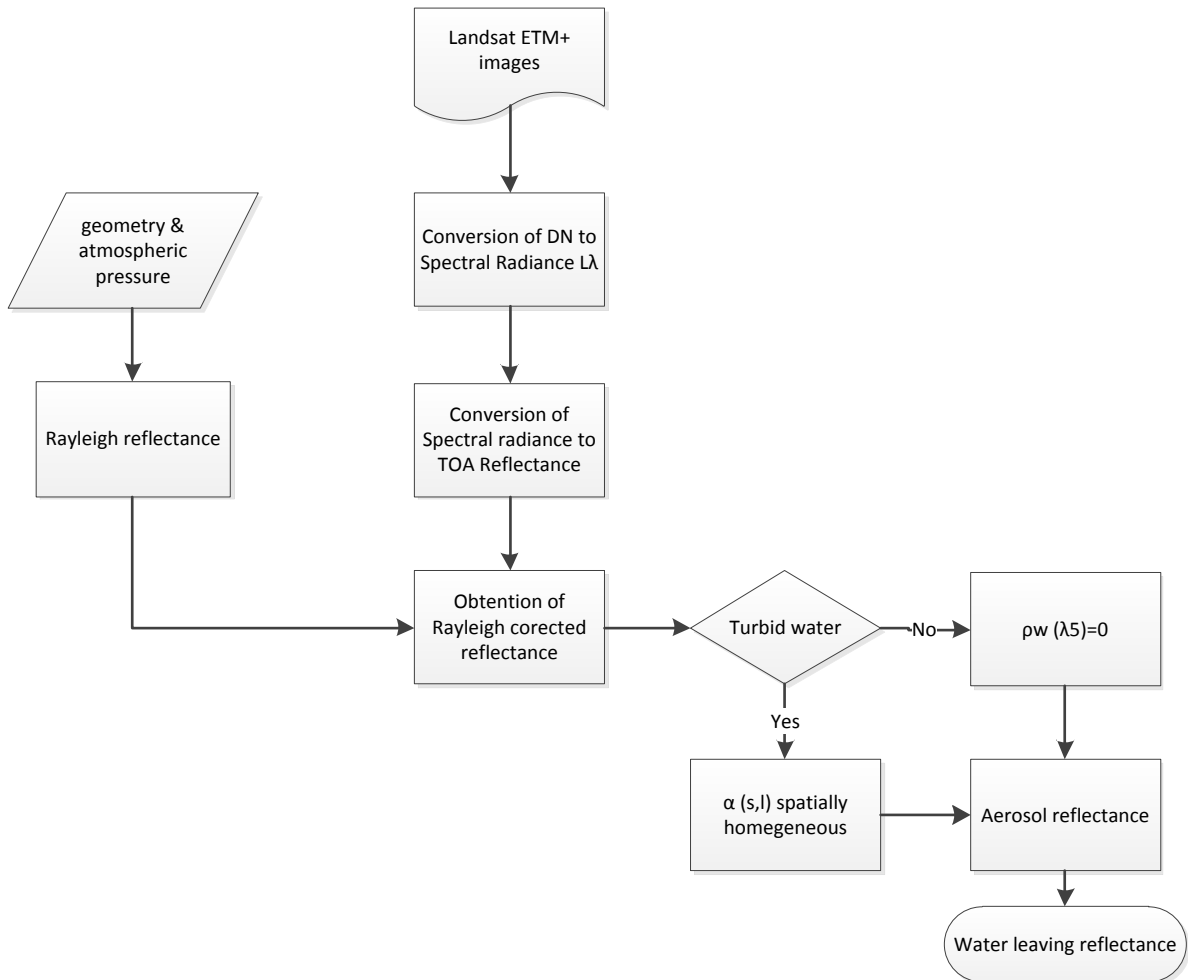 Landsat ETM+
images
geometry &
atmospheric
pressure
Conversion of DN to
Spectral Radiance Lλ
Rayleigh reflectance
Conversion of
Spectral radiance to
TOA Reflectance
Obtention of
Rayleigh corected
reflectance
Turbid water
No
ρw (λ5)=0
Yes
α (s,l) spatially
homegeneous
Aerosol reflectance
Water leaving reflectance